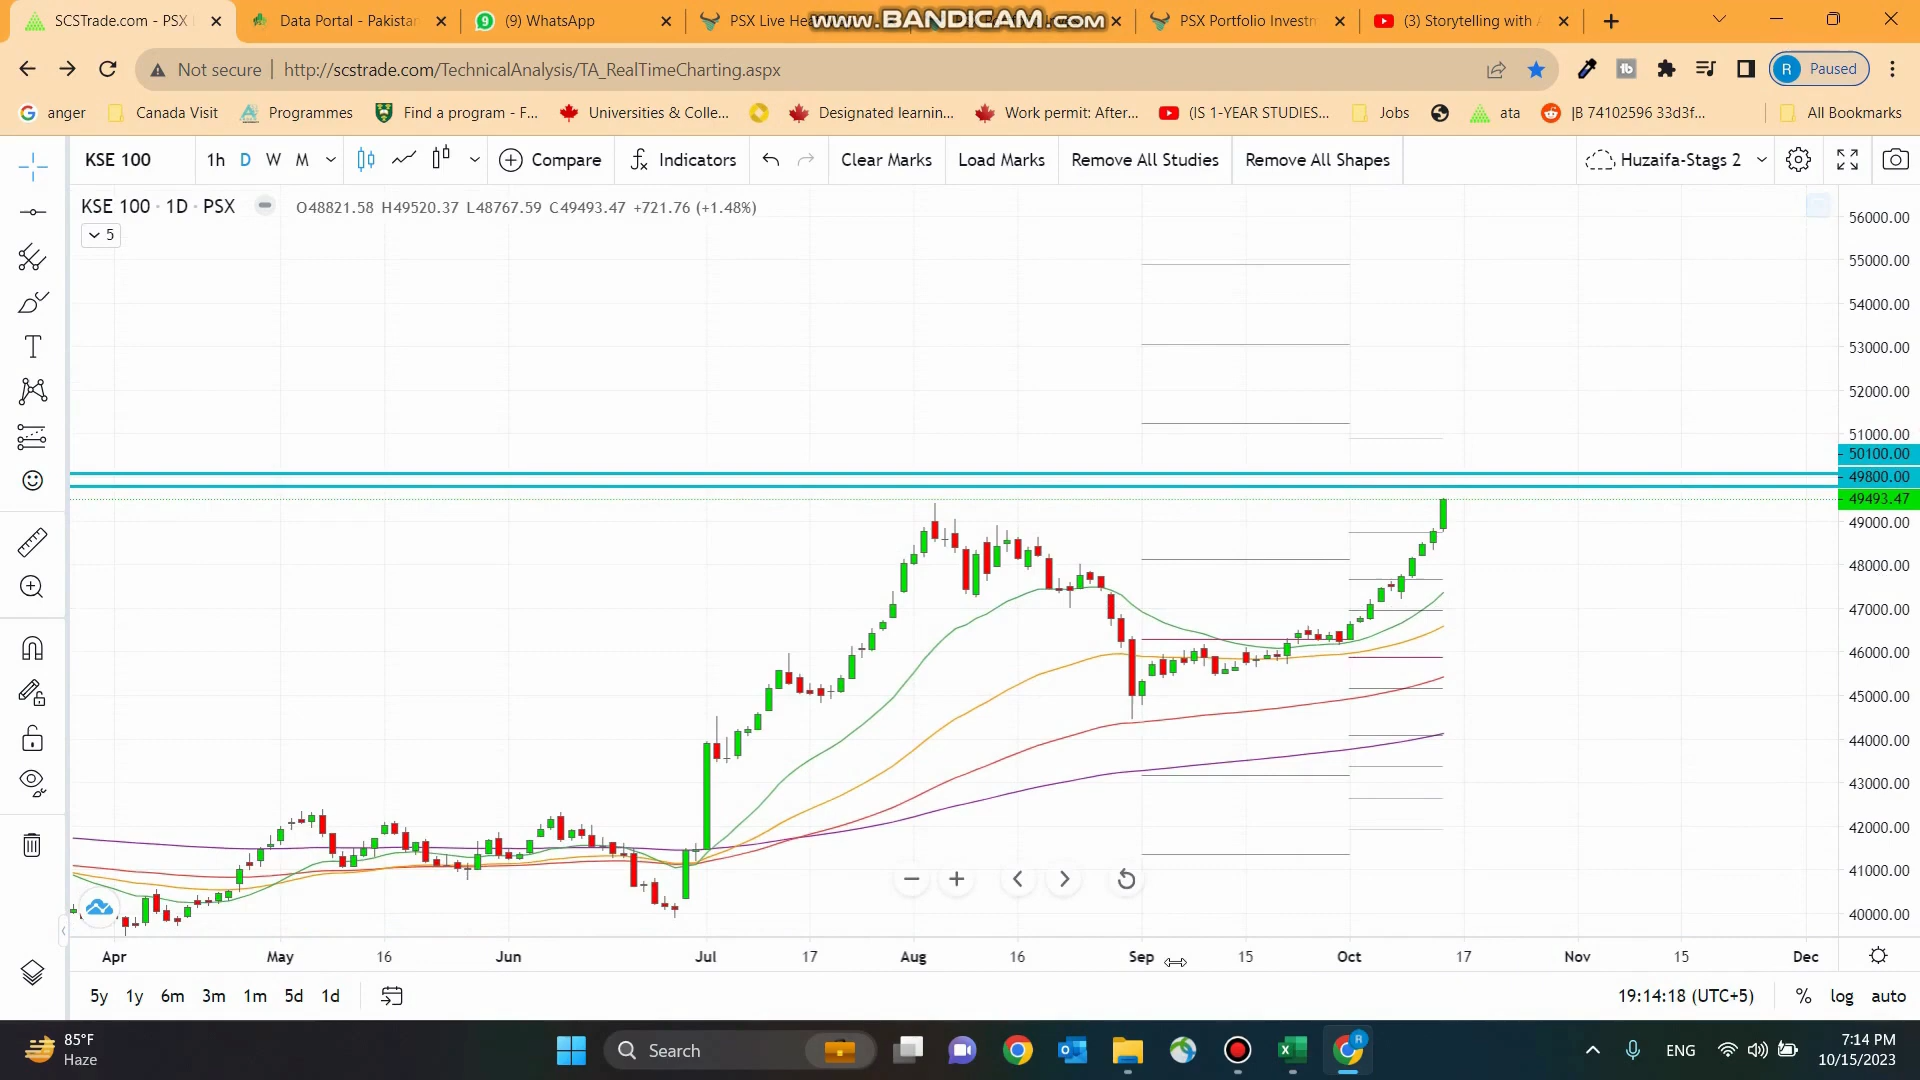 SCSTrade.com - PSX
Data Portal - Pakistan
(9) WhatsApp
PSX Live Hea
WWW.BANDICAM.COM
PSX Portfolio Investm
(3) Storytelling with
Not secure
http://scstrade.com/TechnicalAnalysis/TA_RealTimeCharting.aspx
R Paused
anger
Canada Visit
Programmes
Find a program - F...
Universities & Colle...
Designated learnin...
Work permit: After...
(IS 1-YEAR STUDIES...
Jobs
ata
|B 74102596 33d3f...
All Bookmarks
KSE 100
1h D W M
Compare
Indicators
Clear Marks
Load Marks
Remove All Studies
Remove All Shapes
Huzaifa-Stags 2
KSE 100 · 1D · PSX
O48821.58 H49520.37 L48767.59 C49493.47 +721.76 (+1.48%)
5
56000.00
55000.00
54000.00
53000.00
52000.00
51000.00
50100.00
49800.00
49493.47
49000.00
48000.00
47000.00
46000.00
45000.00
44000.00
43000.00
42000.00
41000.00
40000.00
Apr May 16 Jun Jul 17 Aug 16 Sep 15 Oct 17 Nov 15 Dec
5y 1y 6m 3m 1m 5d 1d
19:14:18 (UTC+5)
% log auto
85°F
Haze
Search
R
ENG
7:14 PM
10/15/2023